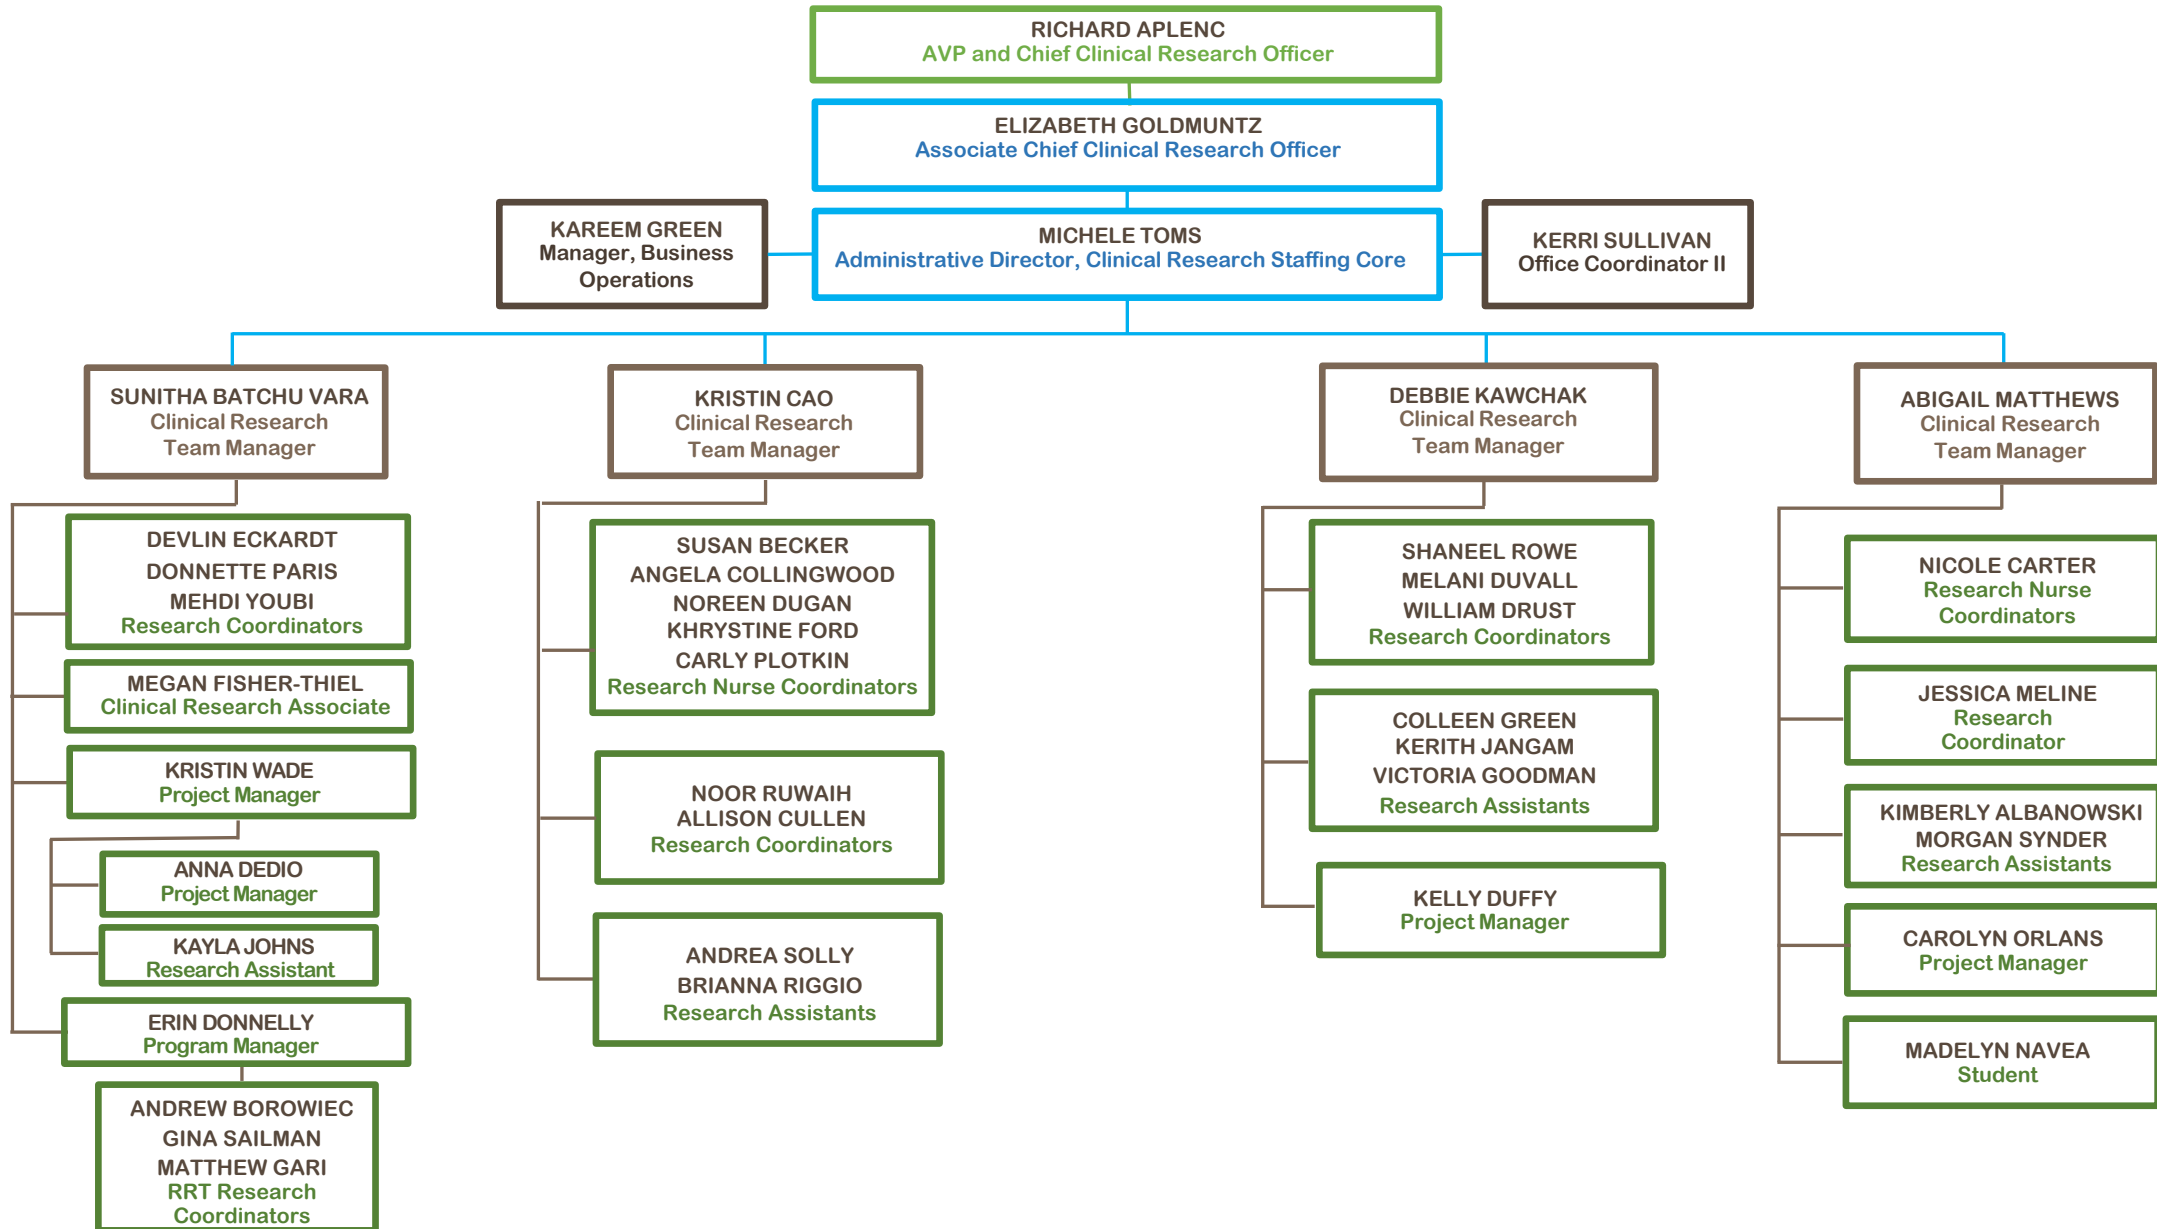 RICHARD APLENC
AVP and Chief Clinical Research Officer
ELIZABETH GOLDMUNTZ
Associate Chief Clinical Research Officer
KAREEM GREEN
Manager, Business
Operations
MICHELE TOMS
Administrative Director, Clinical Research Staffing Core
KERRI SULLIVAN
Office Coordinator II
SUNITHA BATCHU VARA
Clinical Research
Team Manager
DEVLIN ECKARDT
DONNETTE PARIS
MEHDI YOUBI
Research Coordinators
MEGAN FISHER-THIEL
Clinical Research Associate
KRISTIN WADE
Project Manager
ANNA DEDIO
Project Manager
KAYLA JOHNS
Research Assistant
ERIN DONNELLY
Program Manager
ANDREW BOROWIEC
GINA SAILMAN
MATTHEW GARI
RRT Research
Coordinators
KRISTIN CAO
Clinical Research
Team Manager
SUSAN BECKER
ANGELA COLLINGWOOD
NOREEN DUGAN
KHRYSTINE FORD
CARLY PLOTKIN
Research Nurse Coordinators
NOOR RUWAIH
ALLISON CULLEN
Research Coordinators
ANDREA SOLLY
BRIANNA RIGGIO
Research Assistants
DEBBIE KAWCHAK
Clinical Research
Team Manager
SHANEEL ROWE
MELANI DUVALL
WILLIAM DRUST
Research Coordinators
COLLEEN GREEN
KERITH JANGAM
VICTORIA GOODMAN
Research Assistants
KELLY DUFFY
Project Manager
ABIGAIL MATTHEWS
Clinical Research
Team Manager
NICOLE CARTER
Research Nurse
Coordinators
JESSICA MELINE
Research
Coordinator
KIMBERLY ALBANOWSKI
MORGAN SYNDER
Research Assistants
CAROLYN ORLANS
Project Manager
MADELYN NAVEA
Student